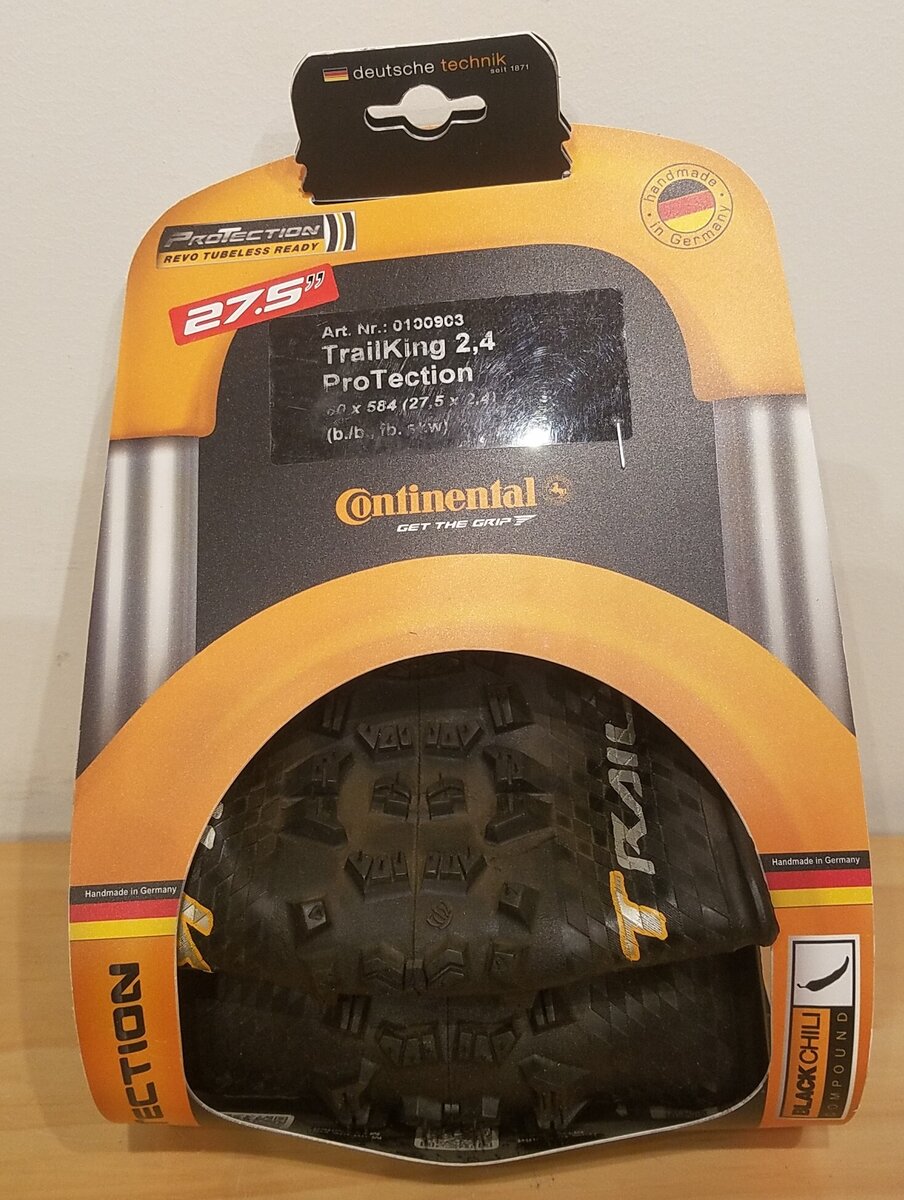 deutsche technik
seit 1871
handmade
in Germany
ProTection
REVO TUBELESS READY
27.5”
Art. Nr.: 0100903
TrailKing 2,4
ProTection
60 x 584 (27,5 x 2,4)
Continental
GET THE GRIP
TRAIL
Handmade in Germany
Handmade in Germany
TECTION
BLACKCHILI
COMPOUND